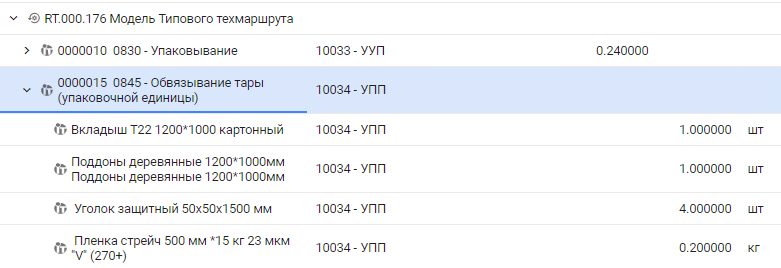 RT.000.176 Модель Типового техмаршрута
0000010 0830 - Упаковывание 10033 - УУП 0.240000
0000015 0845 - Обвязывание тары
(упаковочной единицы) 10034 - УПП
Вкладыш Т22 1200*1000 картонный 10034 - УПП 1.000000 шт
Поддоны деревянные 1200*1000мм
Поддоны деревянные 1200*1000мм 10034 - УПП 1.000000 шт
Уголок защитный 50х50х1500 мм 10034 - УПП 4.000000 шт
Пленка стрейч 500 мм *15 кг 23 мкм
"V" (270+) 10034 - УПП 0.200000 кг